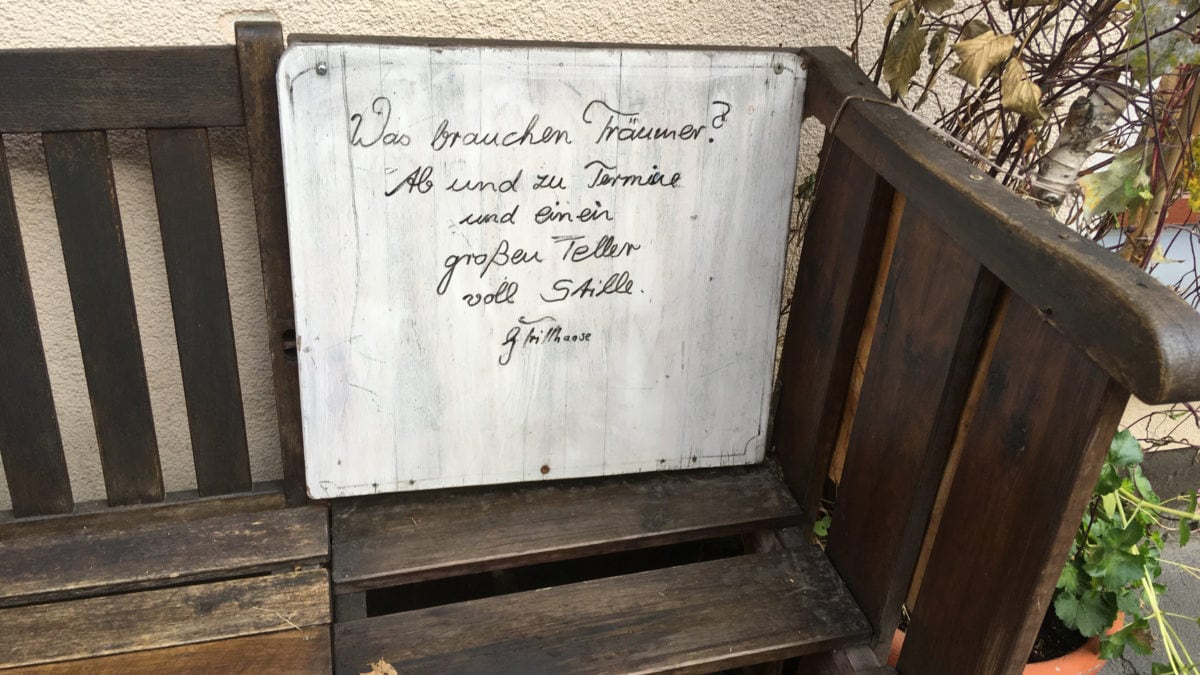 Was brauchen Träumer?
Ab und zu Termine
und einen
großen Teller
voll Stille.